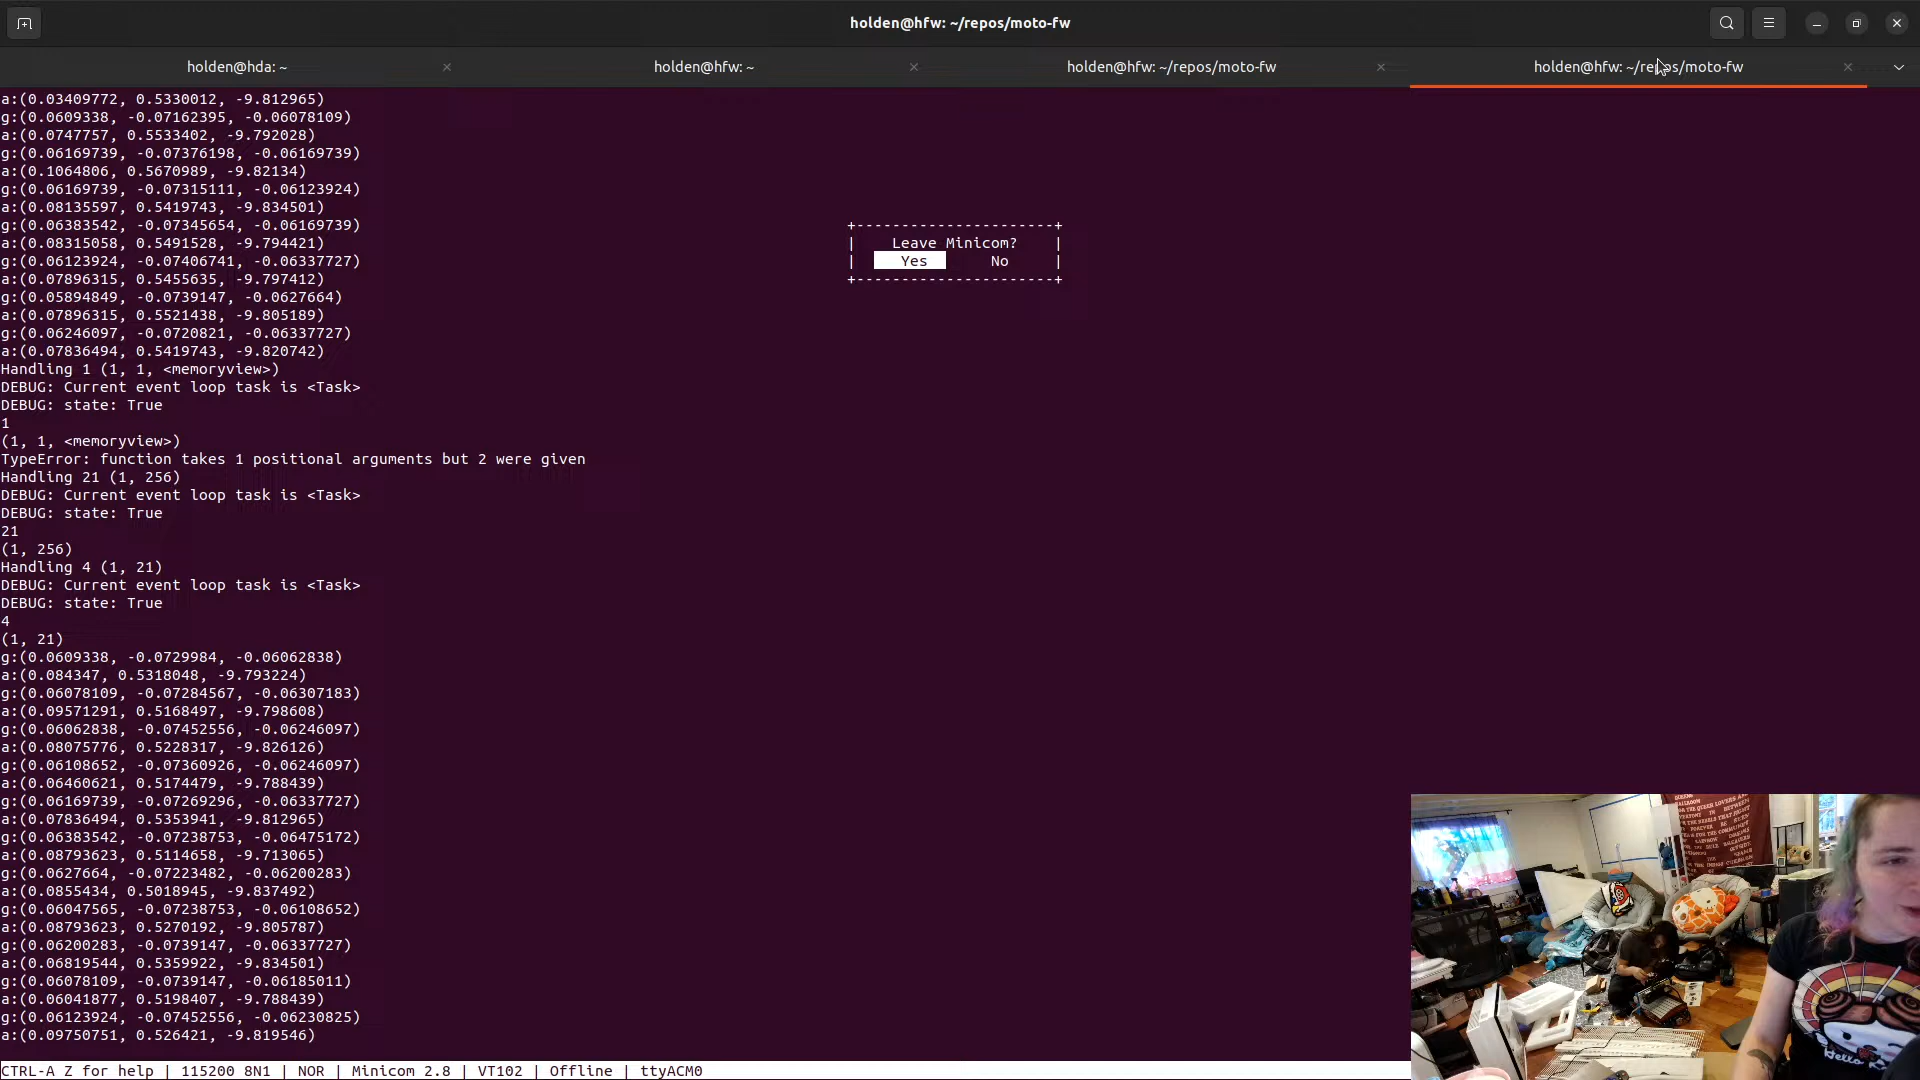 holden@hfw: ~/repos/moto-fw
holden@hda: ~
holden@hfw: ~
holden@hfw: ~/repos/moto-fw
holden@hfw: ~/repos/moto-fw
a:(0.03409772, 0.5330012, -9.812965)
g:(0.0609338, -0.07162395, -0.06078109)
a:(0.0747757, 0.5533402, -9.792028)
g:(0.06169739, -0.07376198, -0.06169739)
a:(0.1064806, 0.5670989, -9.82134)
g:(0.06169739, -0.07315111, -0.06123924)
a:(0.08135597, 0.5419743, -9.834501)
g:(0.06383542, -0.07345654, -0.06169739)
a:(0.08315058, 0.5491528, -9.794421)
g:(0.06123924, -0.07406741, -0.06337727)
a:(0.07896315, 0.5455635, -9.797412)
g:(0.05894849, -0.0739147, -0.0627664)
a:(0.07896315, 0.5521438, -9.805189)
g:(0.06246097, -0.0720821, -0.06337727)
a:(0.07836494, 0.5419743, -9.820742)
Handling 1 (1, 1, <memoryview>)
DEBUG: Current event loop task is <Task>
DEBUG: state: True
1
(1, 1, <memoryview>)
TypeError: function takes 1 positional arguments but 2 were given
Handling 21 (1, 256)
DEBUG: Current event loop task is <Task>
DEBUG: state: True
21
(1, 256)
Handling 4 (1, 21)
DEBUG: Current event loop task is <Task>
DEBUG: state: True
4
(1, 21)
g:(0.0609338, -0.0729984, -0.06062838)
a:(0.084347, 0.5318048, -9.793224)
g:(0.06078109, -0.07284567, -0.06307183)
a:(0.09571291, 0.5168497, -9.798608)
g:(0.06062838, -0.07452556, -0.06246097)
a:(0.08075776, 0.5228317, -9.826126)
g:(0.06108652, -0.07360926, -0.06246097)
a:(0.06460621, 0.5174479, -9.788439)
g:(0.06169739, -0.07269296, -0.06337727)
a:(0.07836494, 0.5353941, -9.812965)
g:(0.06383542, -0.07238753, -0.06475172)
a:(0.08793623, 0.5114658, -9.713065)
g:(0.0627664, -0.07223482, -0.06200283)
a:(0.0855434, 0.5018945, -9.837492)
g:(0.06047565, -0.07238753, -0.06108652)
a:(0.08793623, 0.5270192, -9.805787)
g:(0.06200283, -0.0739147, -0.06337727)
a:(0.06819544, 0.5359922, -9.834501)
g:(0.06078109, -0.0739147, -0.06185011)
a:(0.06041877, 0.5198407, -9.788439)
g:(0.06123924, -0.07452556, -0.06230825)
a:(0.09750751, 0.526421, -9.819546)
+----------------------+
| Leave Minicom? |
| Yes No |
+----------------------+
CTRL-A Z for help | 115200 8N1 | NOR | Minicom 2.8 | VT102 | Offline | ttyACM0